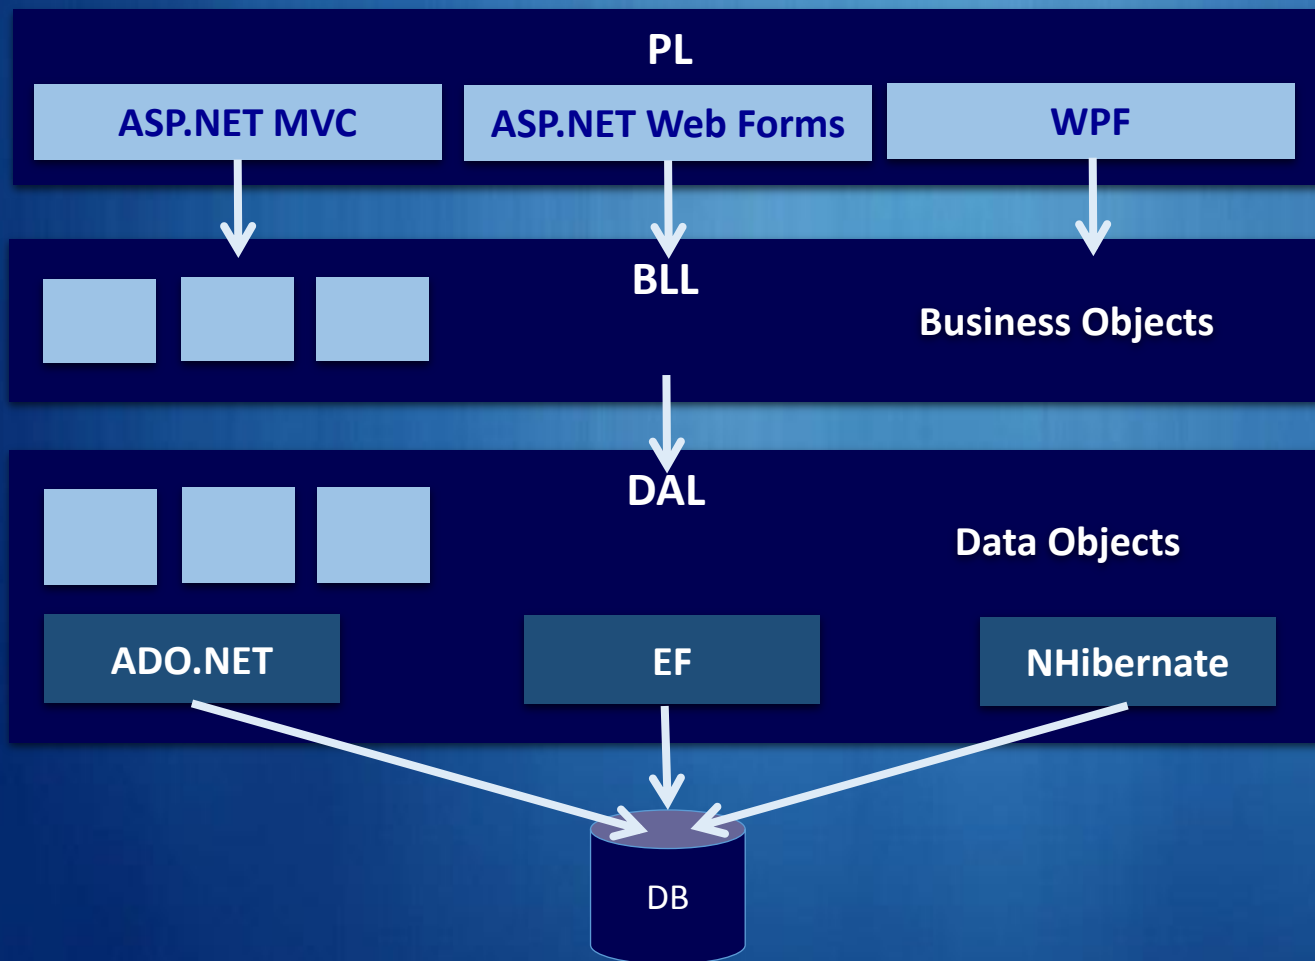 PL
ASP.NET MVC
ASP.NET Web Forms
WPF
BLL
Business Objects
DAL
Data Objects
ADO.NET
EF
NHibernate
DB